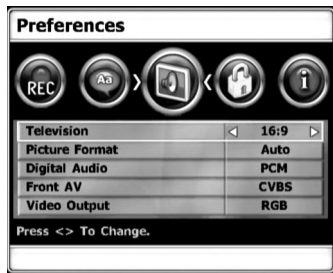 Preferences
REC Aa i
Television 16:9
Picture Format Auto
Digital Audio PCM
Front AV CVBS
Video Output RGB
Press <> To Change.